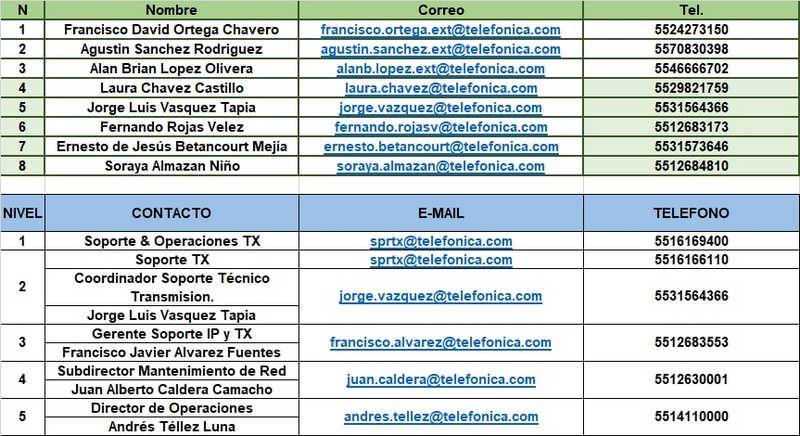 N Nombre Correo Tel.
1 Francisco David Ortega Chavero francisco.ortega.ext@telefonica.com 5524273150
2 Agustin Sanchez Rodriguez agustin.sanchez.ext@telefonica.com 5570830398
3 Alan Brian Lopez Olivera alanb.lopez.ext@telefonica.com 5546666702
4 Laura Chavez Castillo laura.chavez@telefonica.com 5529821759
5 Jorge Luis Vasquez Tapia jorge.vazquez@telefonica.com 5531564366
6 Fernando Rojas Velez fernando.rojasv@telefonica.com 5512683173
7 Ernesto de Jesús Betancourt Mejía ernesto.betancourt@telefonica.com 5531573646
8 Soraya Almazan Niño soraya.almazan@telefonica.com 5512684810
NIVEL CONTACTO E-MAIL TELEFONO
1 Soporte & Operaciones TX sprtx@telefonica.com 5516169400
Soporte TX sprtx@telefonica.com 5516166110
2 Coordinador Soporte Técnico
Transmision. jorge.vazquez@telefonica.com 5531564366
Jorge Luis Vasquez Tapia
Gerente Soporte IP y TX
3 francisco.alvarez@telefonica.com 5512683553
Francisco Javier Alvarez Fuentes
Subdirector Mantenimiento de Red
4 juan.caldera@telefonica.com 5512630001
Juan Alberto Caldera Camacho
Director de Operaciones
5 andres.tellez@telefonica.com 5514110000
Andrés Téllez Luna